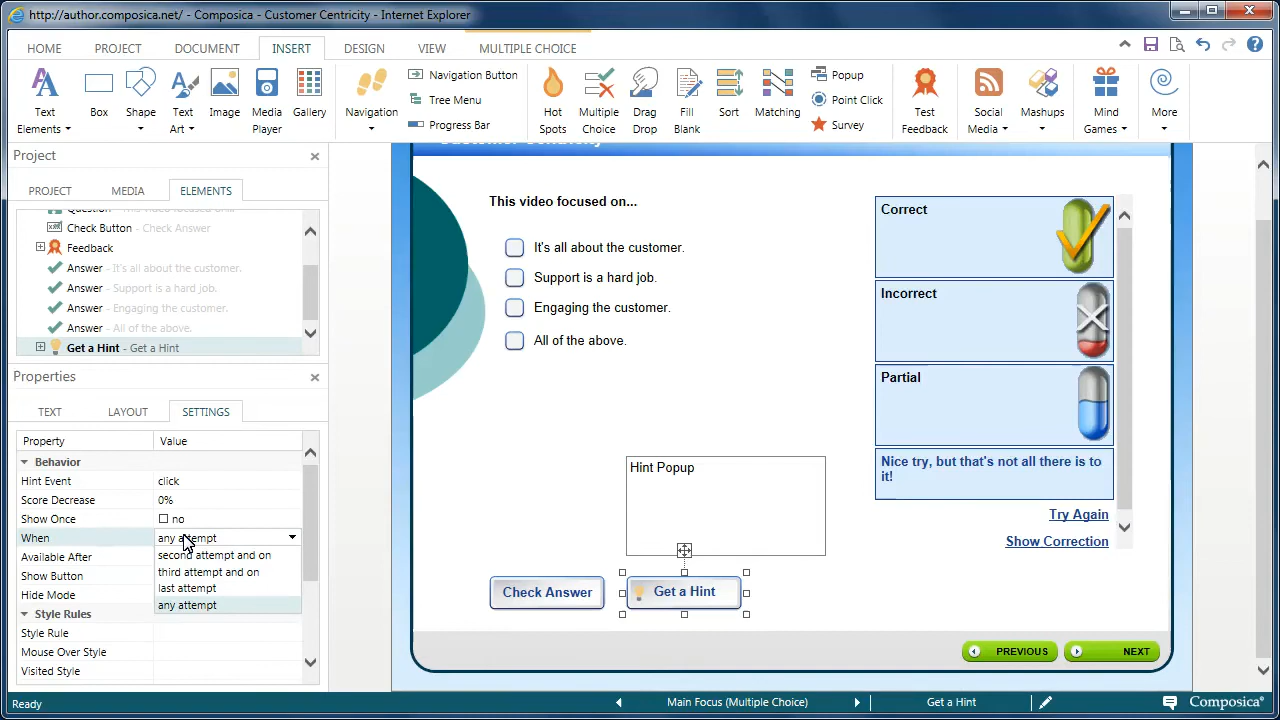 http://author.composica.net/ - Composica - Customer Centricity - Internet Explorer
HOME PROJECT DOCUMENT INSERT DESIGN VIEW MULTIPLE CHOICE
Text Elements
Box
Shape
Text Art
Image
Media Player
Gallery
Navigation
Navigation Button
Tree Menu
Progress Bar
Hot Spots
Multiple Choice
Drag Drop
Fill Blank
Sort
Matching
Popup
Point Click
Survey
Test Feedback
Social Media
Mashups
Mind Games
More
Project
PROJECT MEDIA ELEMENTS
Question - This video focused on...
Check Button - Check Answer
Feedback
Answer - It's all about the customer.
Answer - Support is a hard job.
Answer - Engaging the customer.
Answer - All of the above.
Get a Hint - Get a Hint
Properties
TEXT LAYOUT SETTINGS
Property Value
Behavior
Hint Event click
Score Decrease 0%
Show Once no
When any attempt
second attempt and on
third attempt and on
last attempt
any attempt
Available After
Show Button
Hide Mode
Style Rules
Style Rule
Mouse Over Style
Visited Style
Customer Centricity
This video focused on...
It's all about the customer.
Support is a hard job.
Engaging the customer.
All of the above.
Correct
Incorrect
Partial
Nice try, but that's not all there is to
it!
Try Again
Show Correction
Hint Popup
Check Answer
Get a Hint
PREVIOUS
NEXT
Ready
Main Focus (Multiple Choice)
Get a Hint
Composica